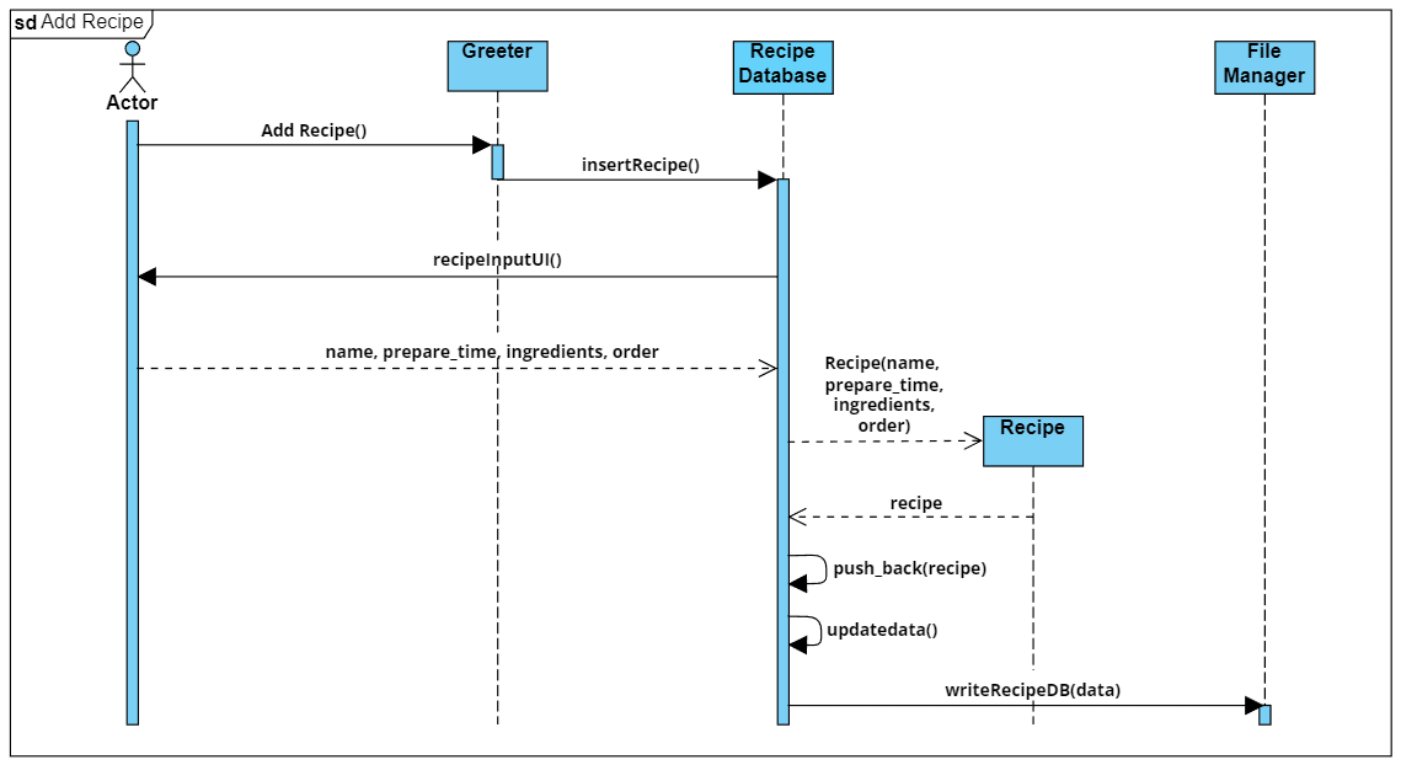 sd Add Recipe
Actor
Greeter
Recipe
Database
File
Manager
Add Recipe()
insertRecipe()
recipeInputUI()
name, prepare_time, ingredients, order
Recipe(name,
prepare_time,
ingredients,
order)
Recipe
recipe
push_back(recipe)
updatedata()
writeRecipeDB(data)